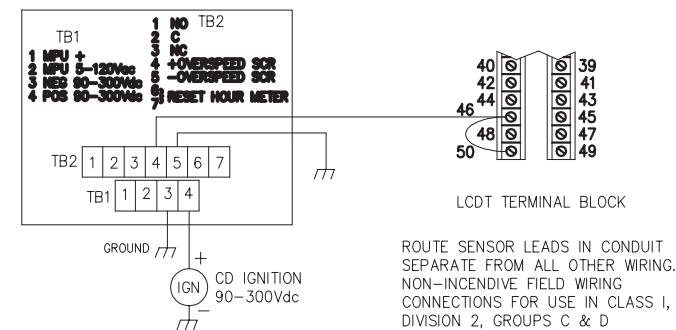 TB1
1 MPU +
2 MPU 5-120Vac
3 NEG 90-300Vdc
4 POS 90-300Vdc
TB2
1 NO
2 C
3 NC
4 +OVERSPEED SCR
5 -OVERSPEED SCR
6
7 RESET HOUR METER
TB2 1 2 3 4 5 6 7
TB1 1 2 3 4
GROUND
+
IGN
CD IGNITION
90-300Vdc
-
40 39
42 41
44 43
46 45
48 47
50 49
LCDT TERMINAL BLOCK
ROUTE SENSOR LEADS IN CONDUIT
SEPARATE FROM ALL OTHER WIRING.
NON-INCENDIVE FIELD WIRING
CONNECTIONS FOR USE IN CLASS I,
DIVISION 2, GROUPS C & D